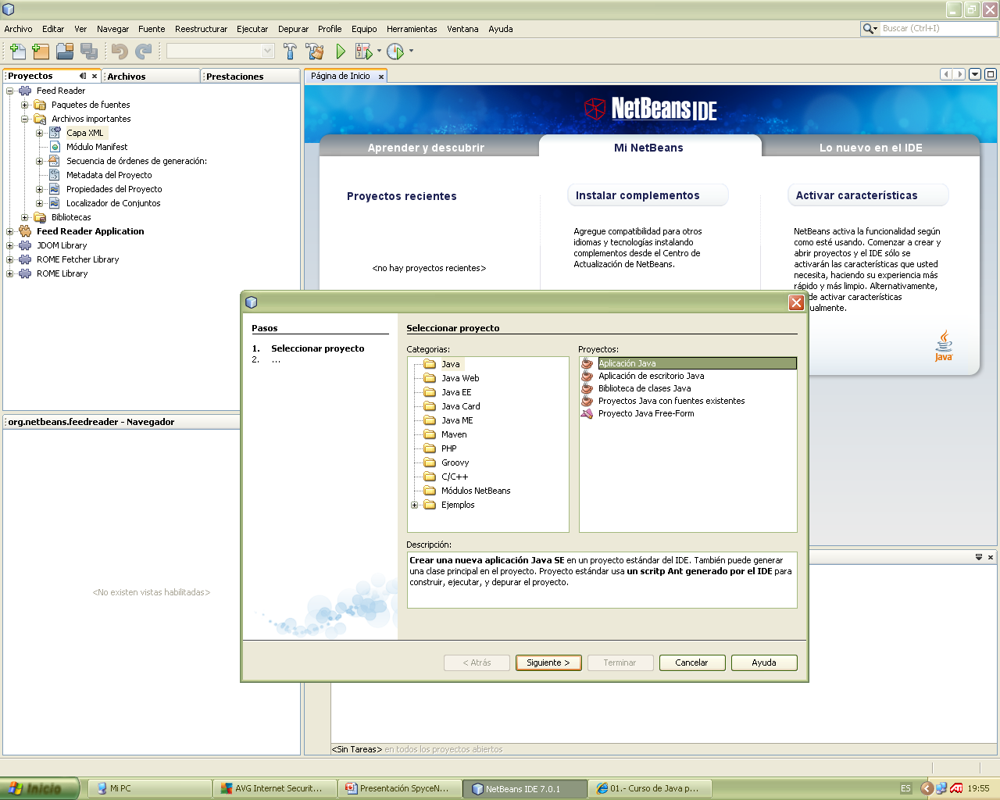 Archivo Editar Ver Navegar Fuente Reestructurar Ejecutar Depurar Profile Equipo Herramientas Ventana Ayuda
Buscar (Ctrl+I)
Proyectos
Archivos
Prestaciones
Página de Inicio
Feed Reader
Paquetes de fuentes
Archivos importantes
Capa XML
Módulo Manifest
Secuencia de órdenes de generación:
Metadata del Proyecto
Propiedades del Proyecto
Localizador de Conjuntos
Bibliotecas
Feed Reader Application
JDOM Library
ROME Fetcher Library
ROME Library
NetBeans IDE
Aprender y descubrir
Mi NetBeans
Lo nuevo en el IDE
Proyectos recientes
<no hay proyectos recientes>
Instalar complementos
Agregue compatibilidad para otros
idiomas y tecnologías instalando
complementos desde el Centro de
Actualización de NetBeans.
Activar características
NetBeans activa la funcionalidad según
como esté usando. Comenzar a crear y
abrir proyectos y el IDE sólo se
activarán las características que usted
necesita, haciendo su experiencia más
rápido y más limpio. Alternativamente,
de activar características
ualmente.
Java
org.netbeans.feedreader - Navegador
<No existen vistas habilitadas>
Pasos
1. Seleccionar proyecto
2. ...
Seleccionar proyecto
Categorias:
Java
Java Web
Java EE
Java Card
Java ME
Maven
PHP
Groovy
C/C++
Módulos NetBeans
Ejemplos
Proyectos:
Aplicación Java
Aplicación de escritorio Java
Biblioteca de clases Java
Proyectos Java con fuentes existentes
Proyecto Java Free-Form
Descripción:
Crear una nueva aplicación Java SE en un proyecto estándar del IDE. También puede generar
una clase principal en el proyecto. Proyecto estándar usa un scritp Ant generado por el IDE para
construir, ejecutar, y depurar el proyecto.
< Atrás
Siguiente >
Terminar
Cancelar
Ayuda
<Sin Tareas> en todos los proyectos abiertos
Inicio
Mi PC
AVG Internet Securit...
Presentación SpyceN...
NetBeans IDE 7.0.1
01.- Curso de Java p...
ES
19:55